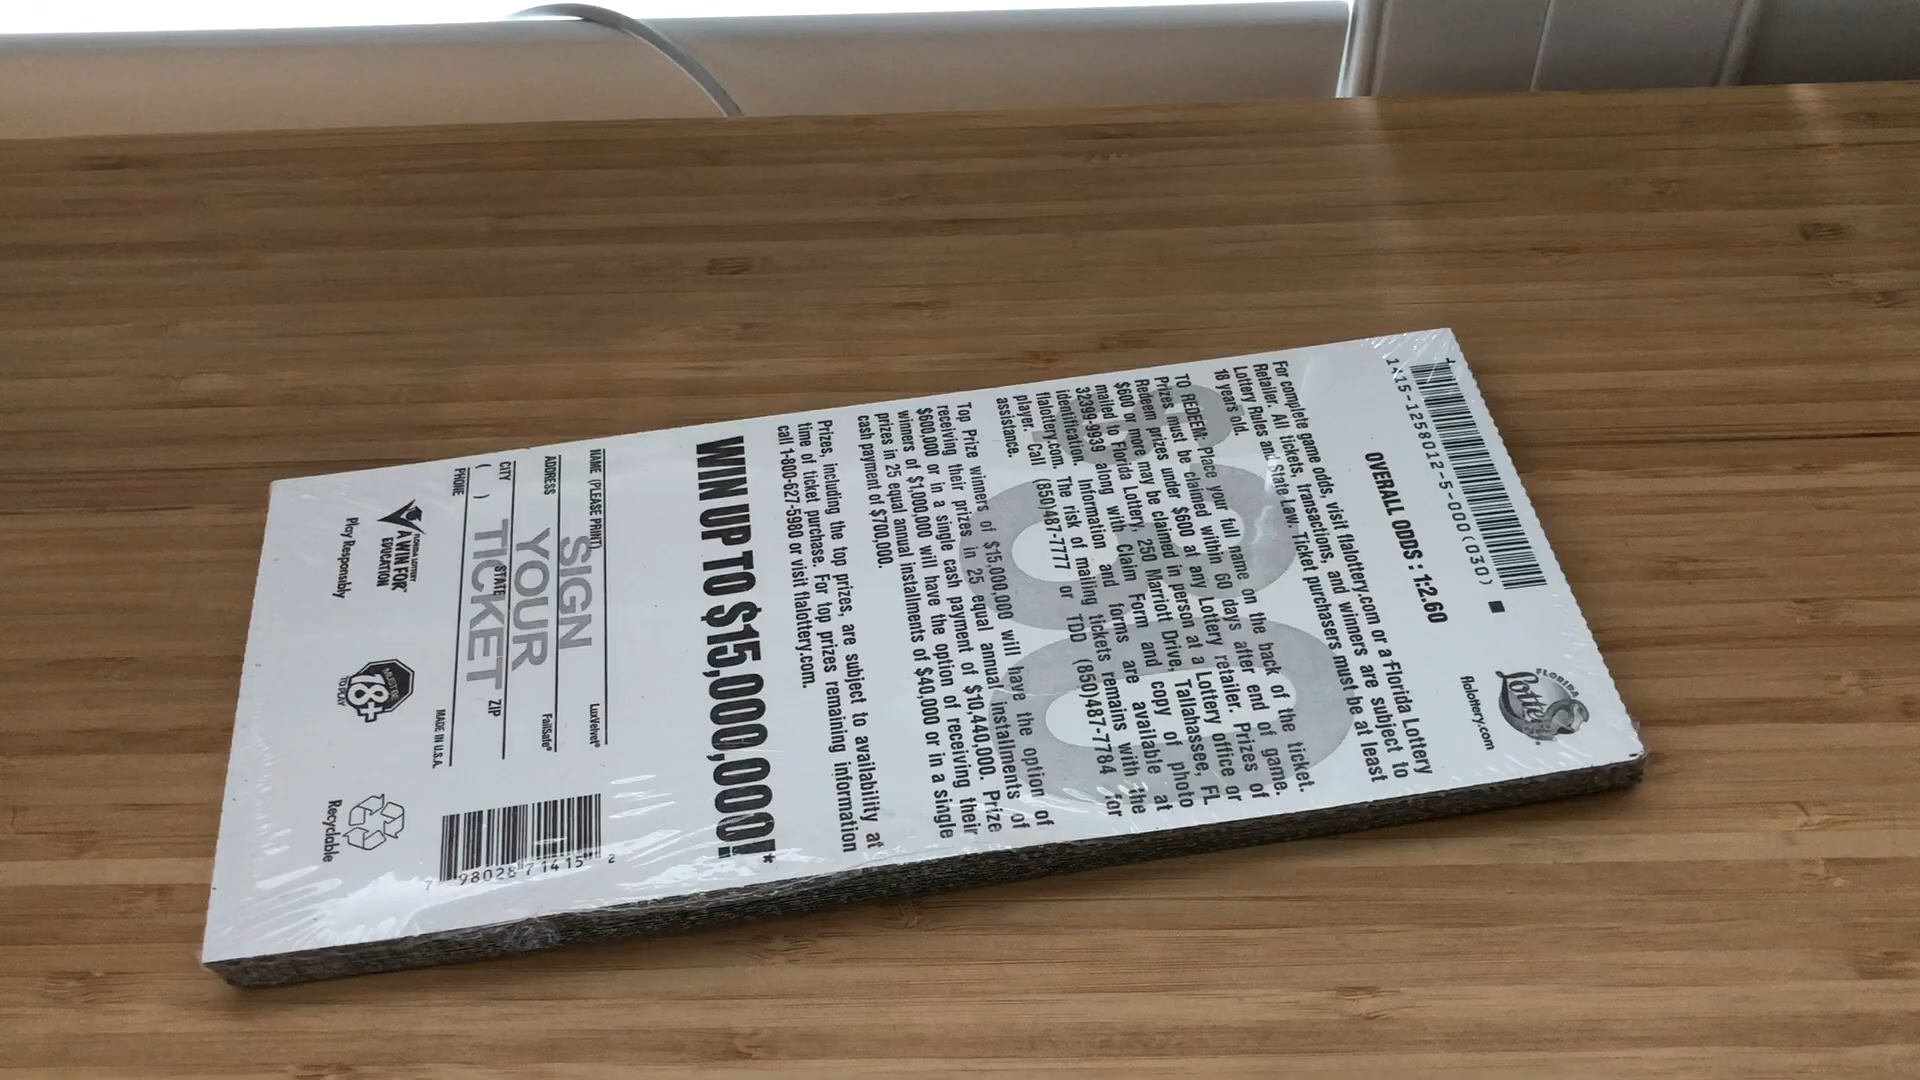 1415-1258012-5-000(030)
FLORIDA
Lottery
flalottery.com
OVERALL ODDS: 1:2.60
For complete game odds, visit flalottery.com or a Florida Lottery
Retailer. All tickets, transactions, and winners are subject to
Lottery Rules and State Law. Ticket purchasers must be at least
18 years old.
$30
TO REDEEM: Place your full name on the back of the ticket.
Prizes must be claimed within 60 days after end of game.
Redeem prizes under $600 at any Lottery retailer. Prizes of
$600 or more may be claimed in person at a Lottery office or
mailed to Florida Lottery, 250 Marriott Drive, Tallahassee, FL
32399-9939 along with Claim Form and copy of photo
identification. Information and forms are available at
flalottery.com. The risk of mailing tickets remains with the
player. Call (850)487-7777 or TDD (850)487-7784 for
assistance.
Top Prize winners of $15,000,000 will have the option of
receiving their prizes in 25 equal annual installments of
$600,000 or in a single cash payment of $10,440,000. Prize
winners of $1,000,000 will have the option of receiving their
prizes in 25 equal annual installments of $40,000 or in a single
cash payment of $700,000.
Prizes, including the top prizes, are subject to availability at
time of ticket purchase. For top prizes remaining information
call 1-800-627-5980 or visit flalottery.com.
WIN UP TO $15,000,000!*
NAME (PLEASE PRINT) LuxVelvet®
ADDRESS FailSafe®
CITY STATE ZIP
( )
PHONE MADE IN U.S.A.
SIGN
YOUR
TICKET
7 98028 71415 2
FLORIDA LOTTERY
A WIN FOR
EDUCATION
Play Responsibly
MUST BE
18+
TO PLAY
Recyclable